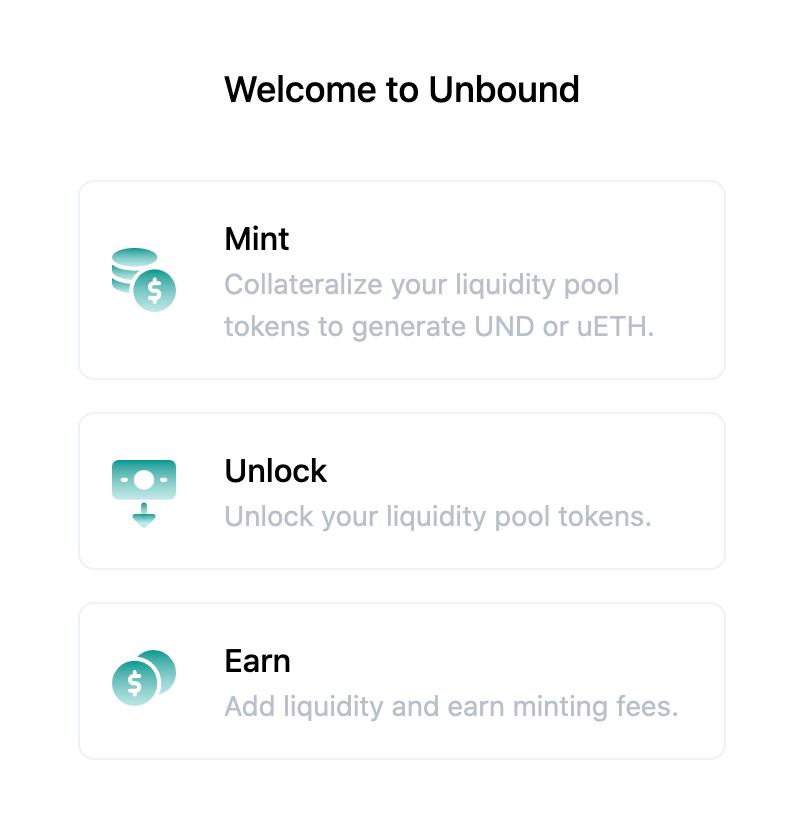 Welcome to Unbound
Mint
Collateralize your liquidity pool
tokens to generate UND or uETH.
Unlock
Unlock your liquidity pool tokens.
Earn
Add liquidity and earn minting fees.